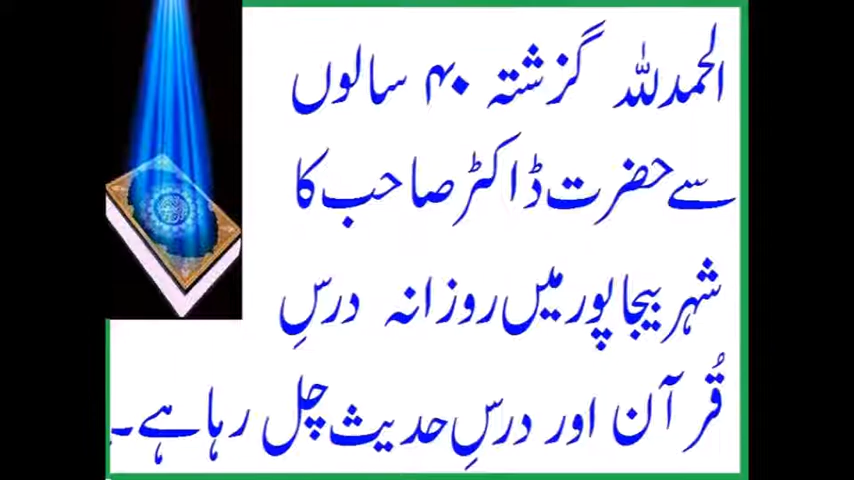 الحمدللہ گزشتہ ۴۰ سالوں
سے حضرت ڈاکٹر صاحب کا
شہر بیجاپور میں روزانہ درسِ
قُرآن اور درسِ حدیث چل رہا ہے۔